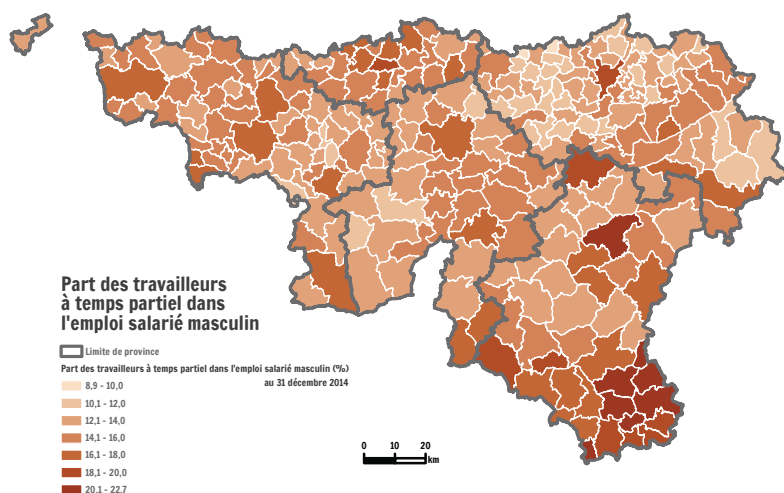 Part des travailleurs
à temps partiel dans
l'emploi salarié masculin
Limite de province
Part des travailleurs à temps partiel dans l'emploi salarié masculin (%)
au 31 décembre 2014
8,9 - 10,0
10,1 - 12,0
12,1 - 14,0
14,1 - 16,0
16,1 - 18,0
18,1 - 20,0
20,1 - 22,7
0 10 20
km